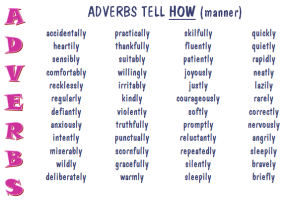 ADVERBS TELL HOW (manner)
ADVERBS
accidentally practically skilfully quickly
heartily thankfully fluently quietly
sensibly suitably patiently rapidly
comfortably willingly joyously neatly
recklessly irritably justly lazily
regularly kindly courageously rarely
defiantly violently softly correctly
anxiously truthfully promptly nervously
intently punctually reluctantly angrily
miserably scornfully repeatedly sleepily
wildly gracefully silently bravely
deliberately warmly sleepily briefly